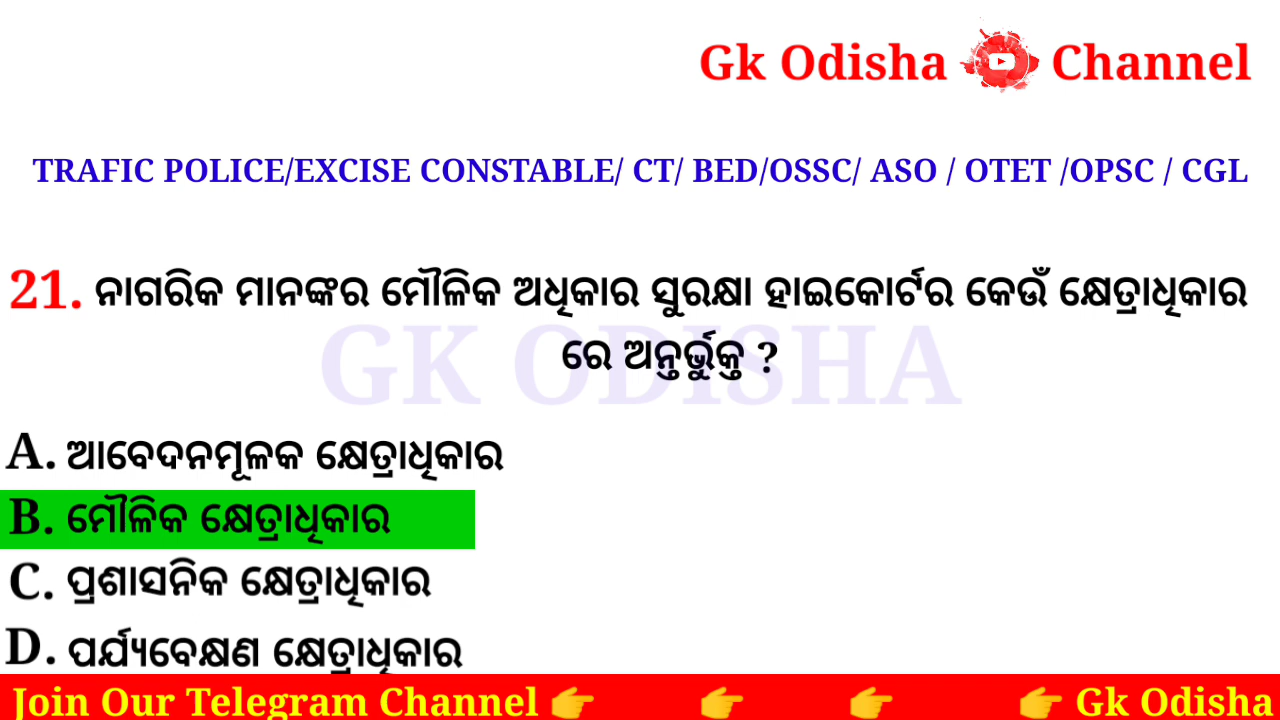 Gk Odisha Channel
TRAFIC POLICE/EXCISE CONSTABLE/ CT/ BED/OSSC/ ASO / OTET /OPSC / CGL
21. ନାଗରିକ ମାନଙ୍କର ମୌଳିକ ଅଧିକାର ସୁରକ୍ଷା ହାଇକୋର୍ଟର କେଉଁ କ୍ଷେତ୍ରାଧିକାର
ରେ ଅନ୍ତର୍ଭୁକ୍ତ ?
GK ODISHA
A. ଆବେଦନମୂଳକ କ୍ଷେତ୍ରାଧିକାର
B. ମୌଳିକ କ୍ଷେତ୍ରାଧିକାର
C. ପ୍ରଶାସନିକ କ୍ଷେତ୍ରାଧିକାର
D. ପର୍ଯ୍ୟବେକ୍ଷଣ କ୍ଷେତ୍ରାଧିକାର
Join Our Telegram Channel 👉 👉 👉 👉 Gk Odisha